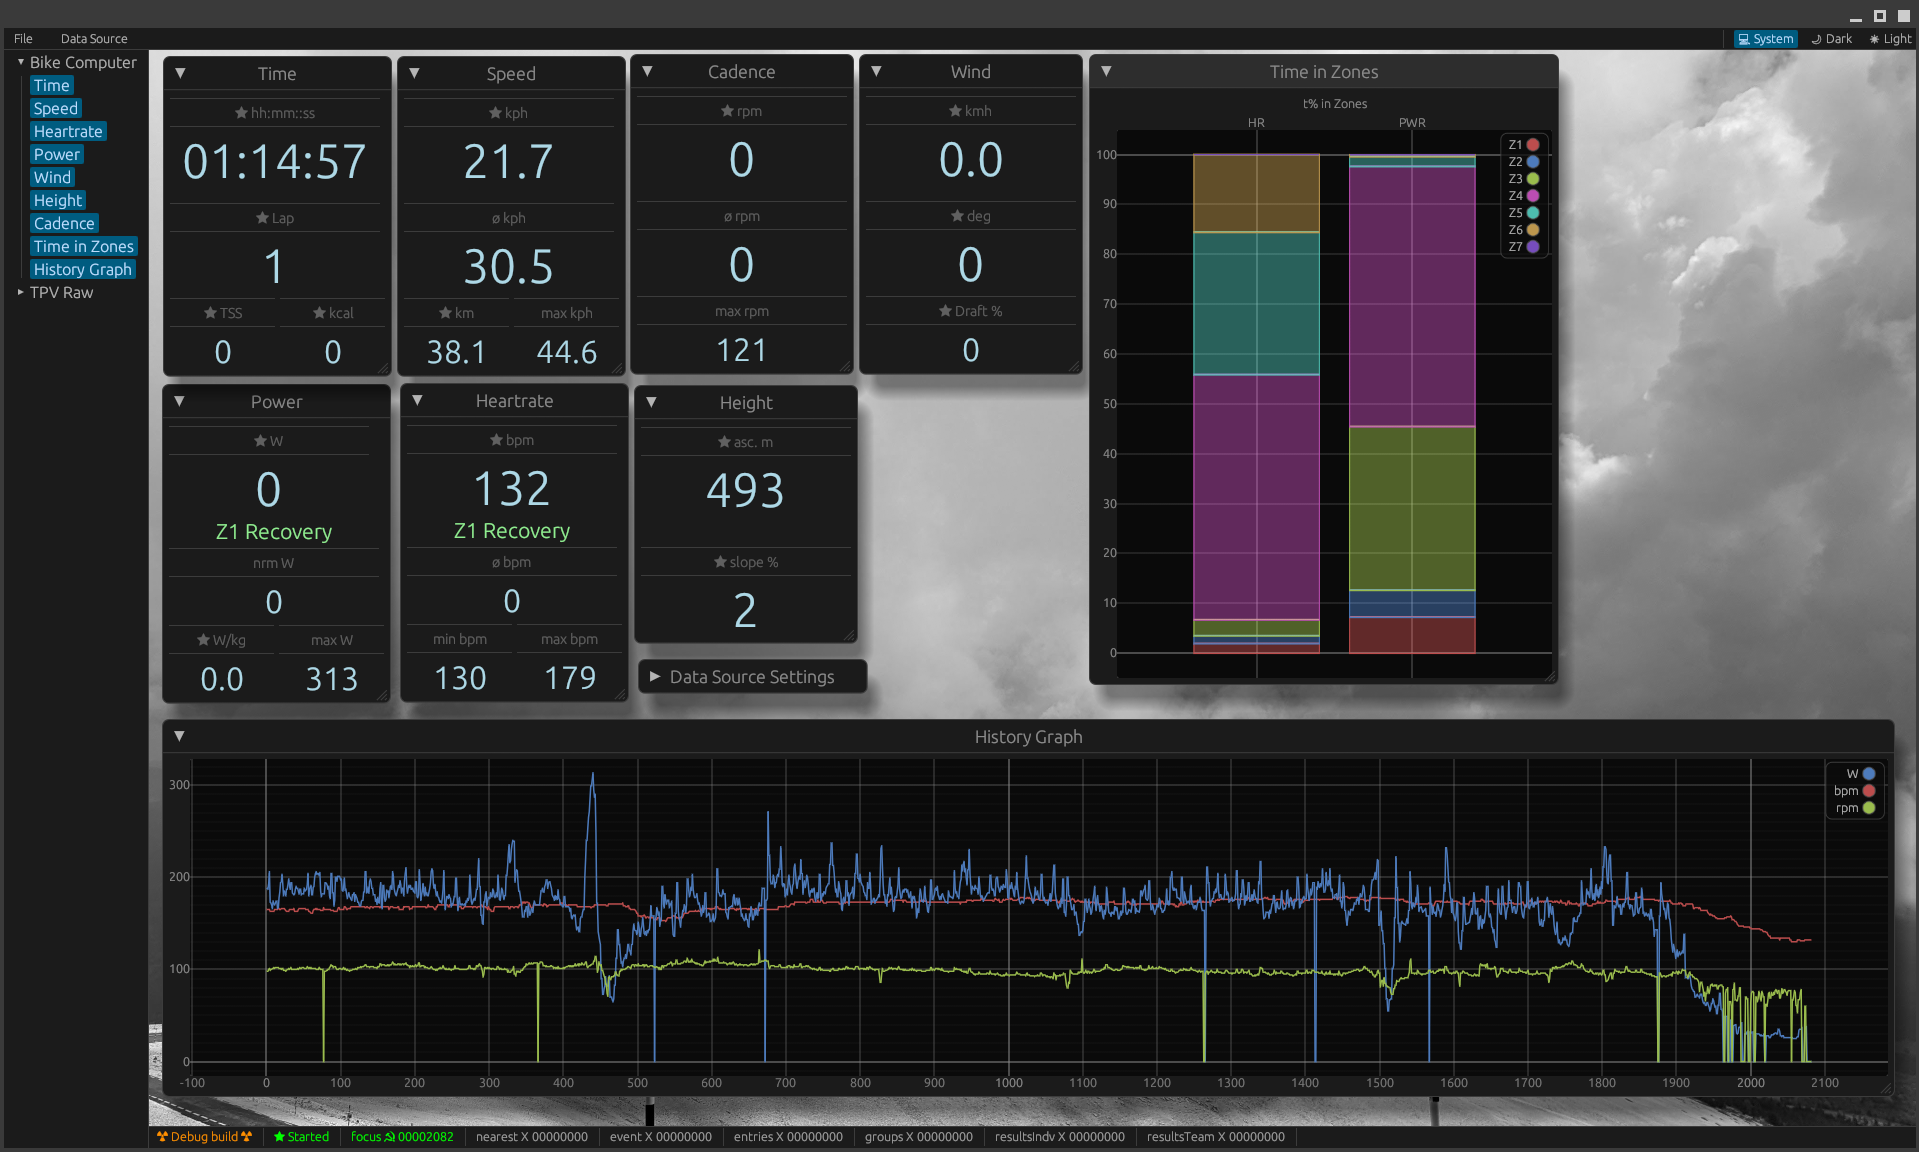 File Data Source System Dark Light
Bike Computer
Time
Speed
Heartrate
Power
Wind
Height
Cadence
Time in Zones
History Graph
TPV Raw
Time
hh:mm::ss
01:14:57
Lap
1
TSS kcal
0 0
Speed
kph
21.7
ø kph
30.5
km max kph
38.1 44.6
Cadence
rpm
0
ø rpm
0
max rpm
121
Wind
kmh
0.0
deg
0
Draft %
0
Time in Zones
t% in Zones
HR PWR
100
90
80
70
60
50
40
30
20
10
0
Z1
Z2
Z3
Z4
Z5
Z6
Z7
Power
W
0
Z1 Recovery
nrm W
0
W/kg max W
0.0 313
Heartrate
bpm
132
Z1 Recovery
ø bpm
0
min bpm max bpm
130 179
Height
asc. m
493
slope %
2
Data Source Settings
History Graph
300
200
100
0
W
bpm
rpm
-100 0 100 200 300 400 500 600 700 800 900 1000 1100 1200 1300 1400 1500 1600 1700 1800 1900 2000 2100
Debug build Started focus 00002082 nearest X 00000000 event X 00000000 entries X 00000000 groups X 00000000 resultsIndv X 00000000 resultsTeam X 00000000